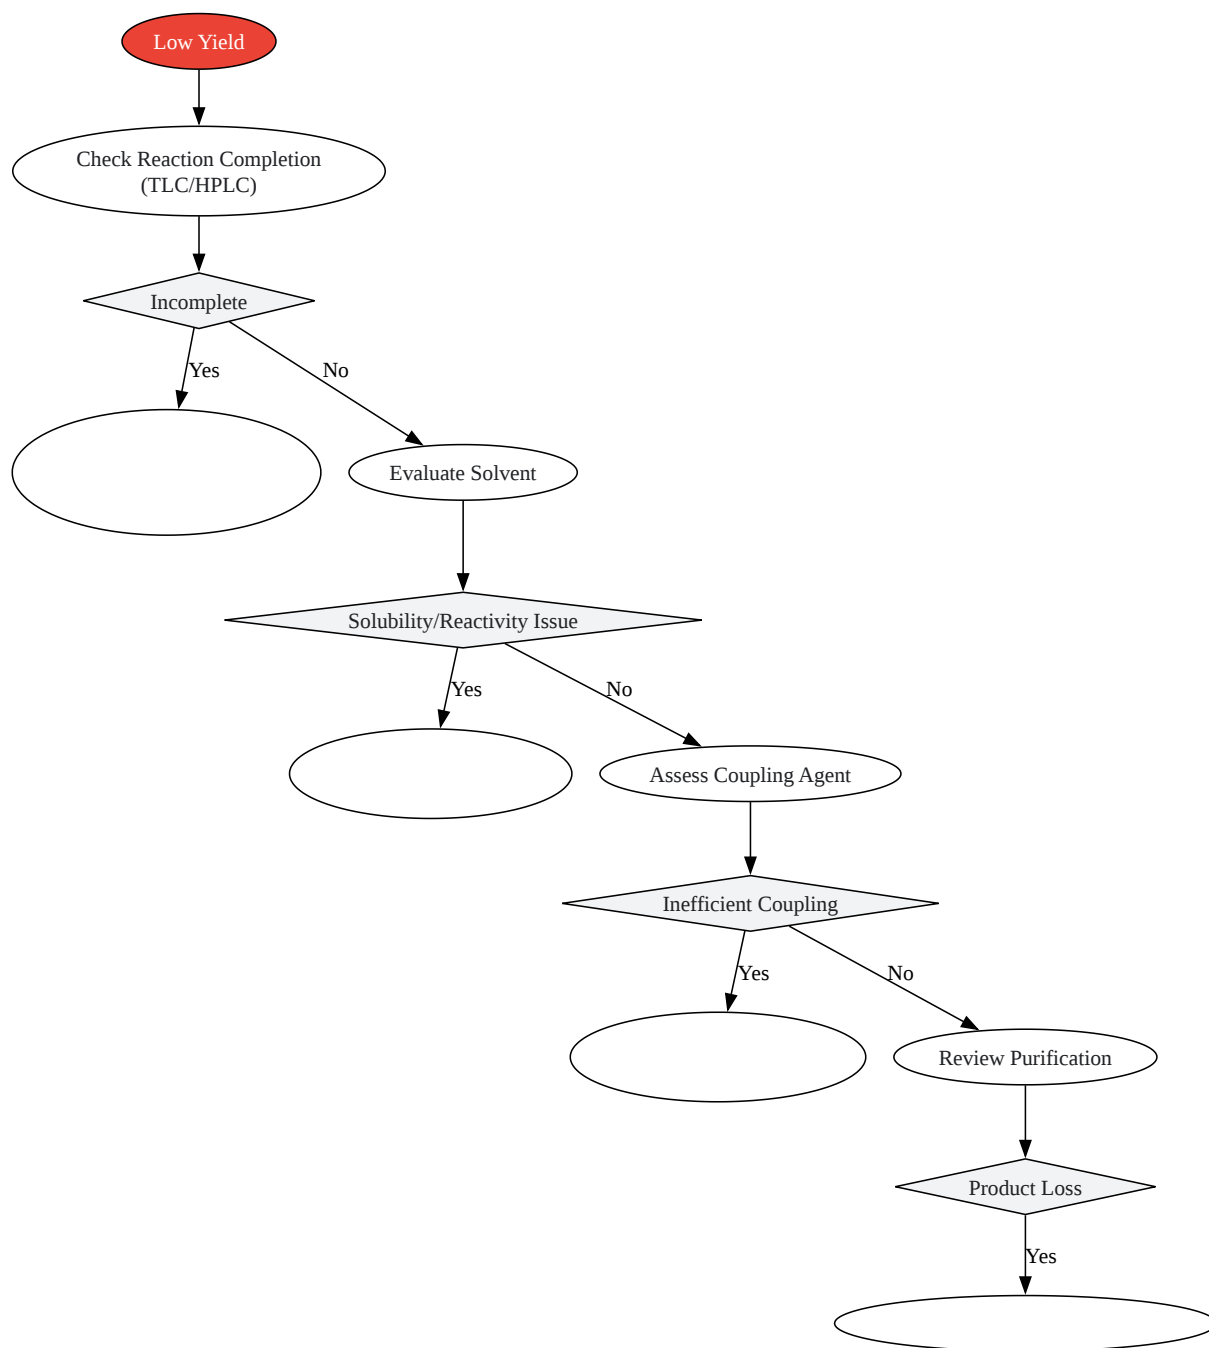 Low Yield
Check Reaction Completion
(TLC/HPLC)
Incomplete
Yes
No
Evaluate Solvent
Solubility/Reactivity Issue
Yes
No
Assess Coupling Agent
Inefficient Coupling
Yes
No
Review Purification
Product Loss
Yes